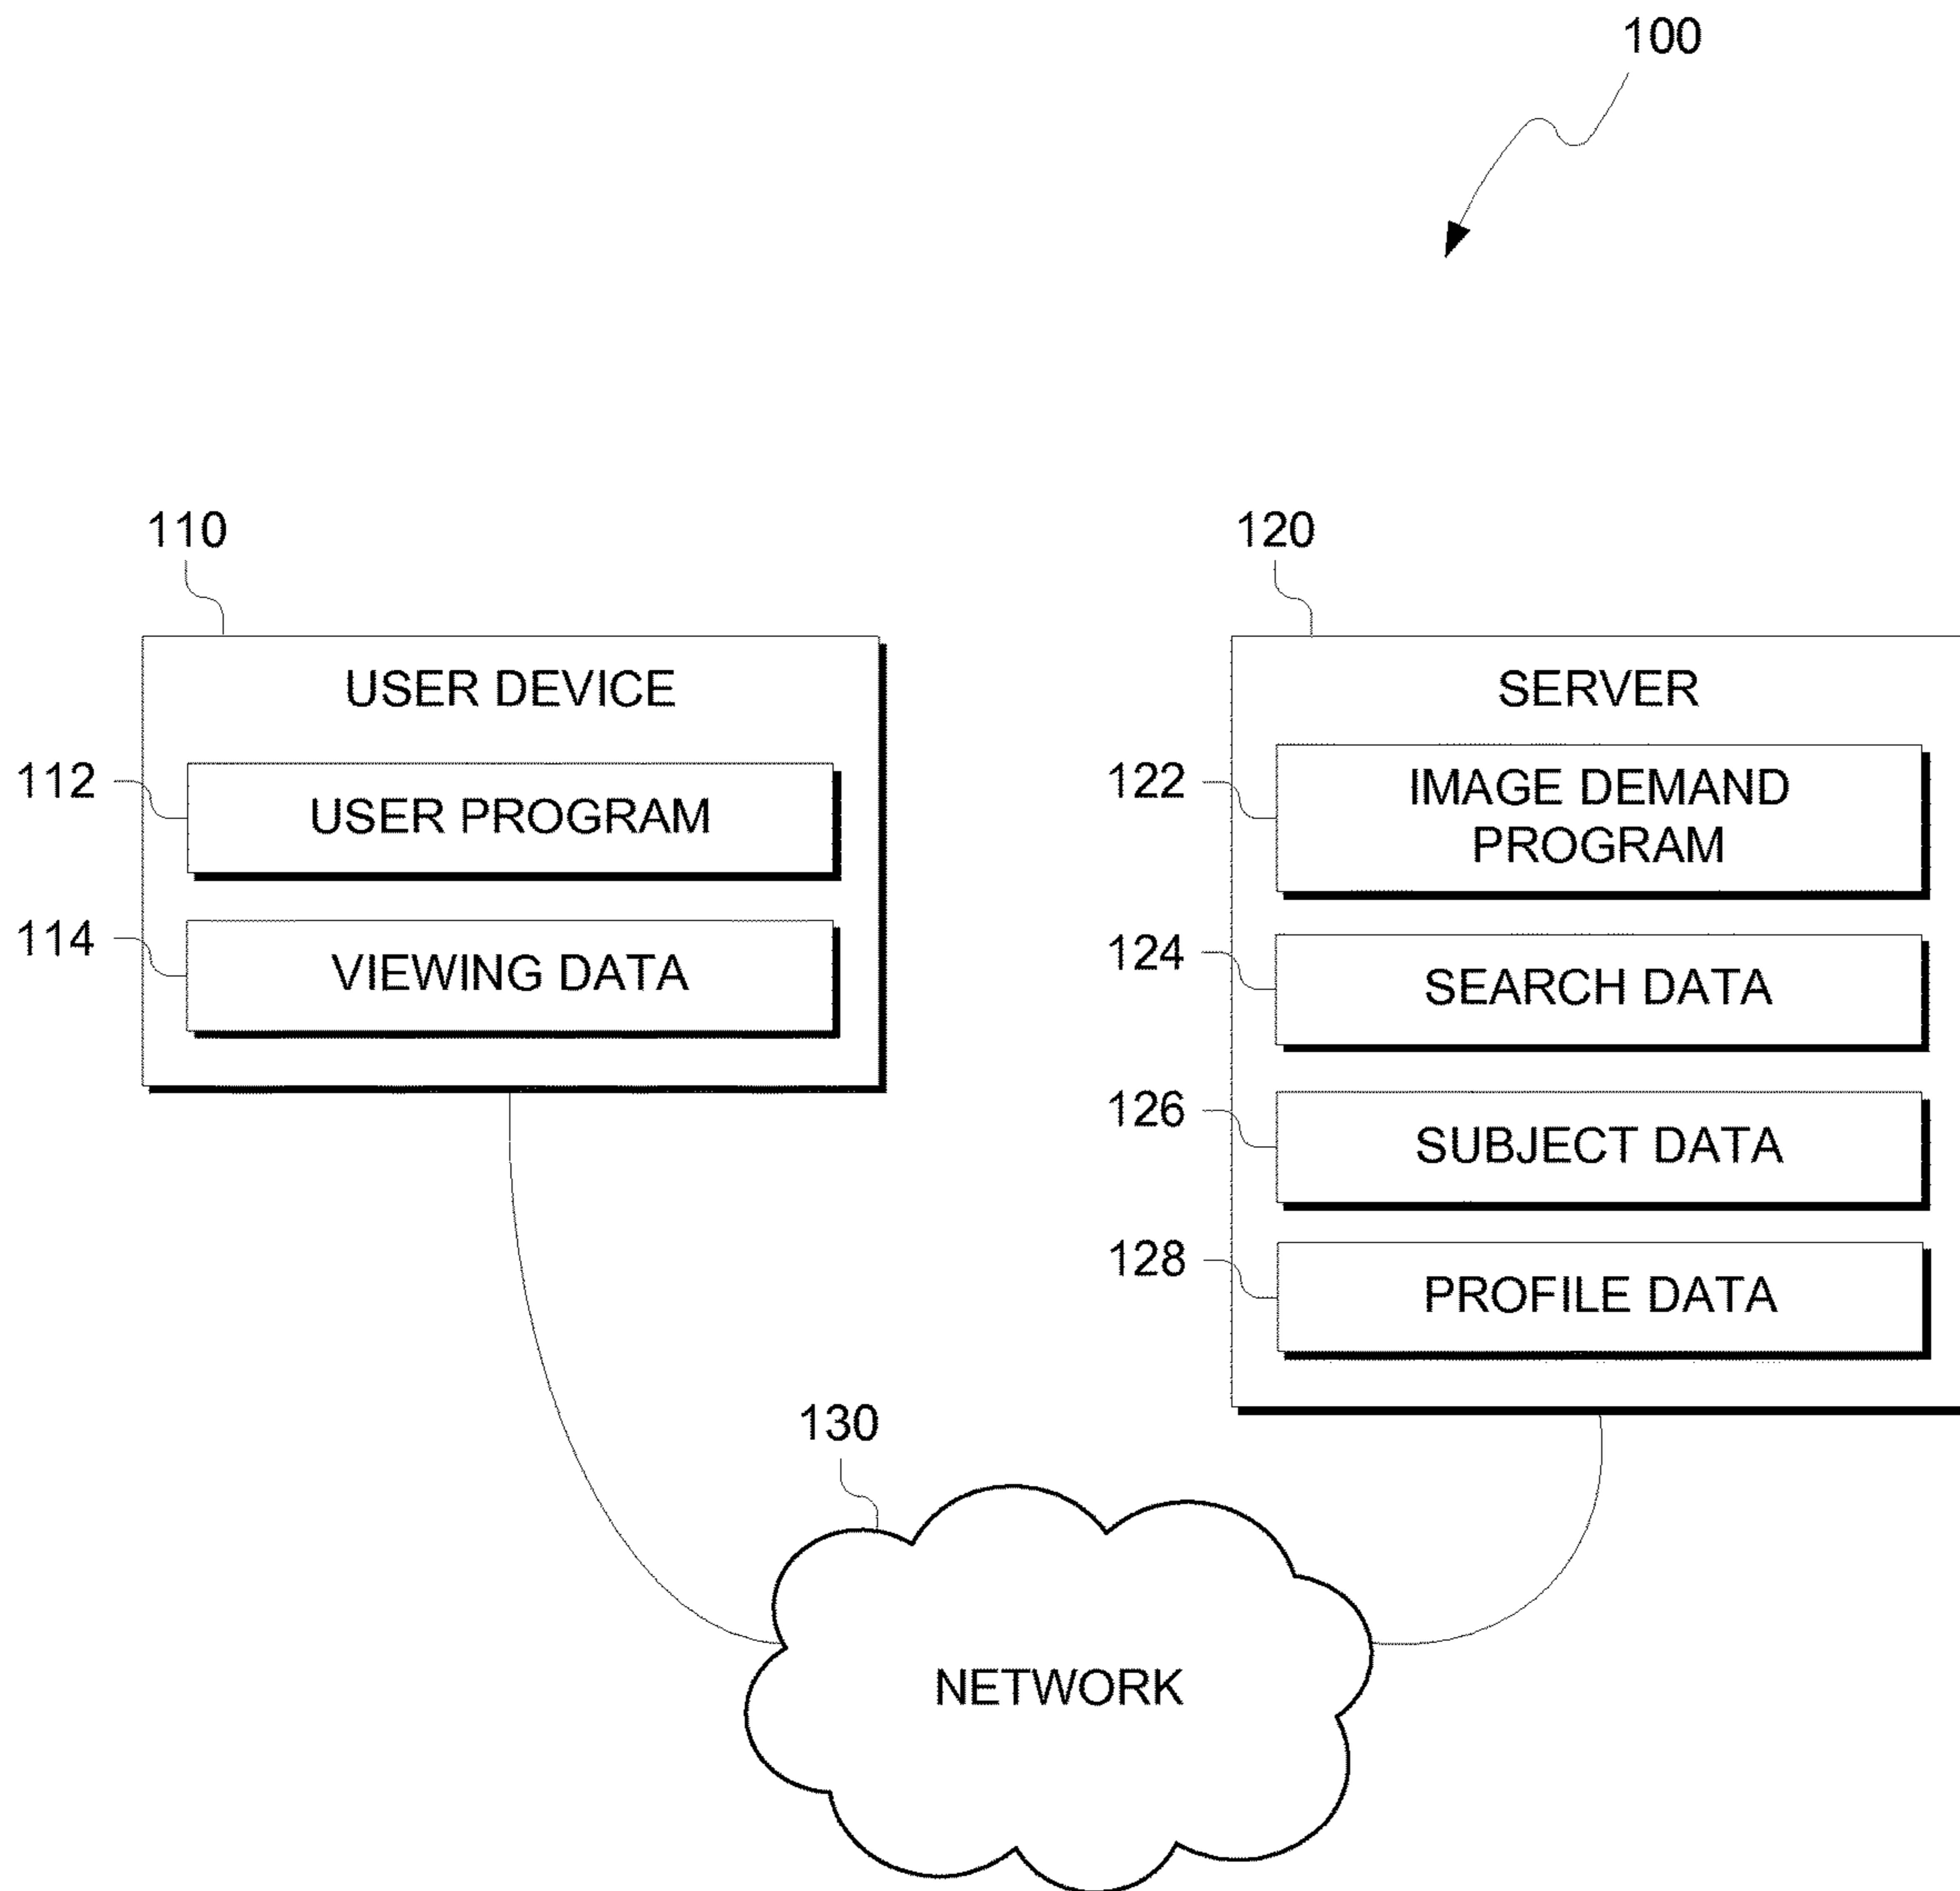 100
110
120
USER DEVICE
SERVER
112
USER PROGRAM
122
IMAGE DEMAND
PROGRAM
114
VIEWING DATA
124
SEARCH DATA
126
SUBJECT DATA
128
PROFILE DATA
130
NETWORK